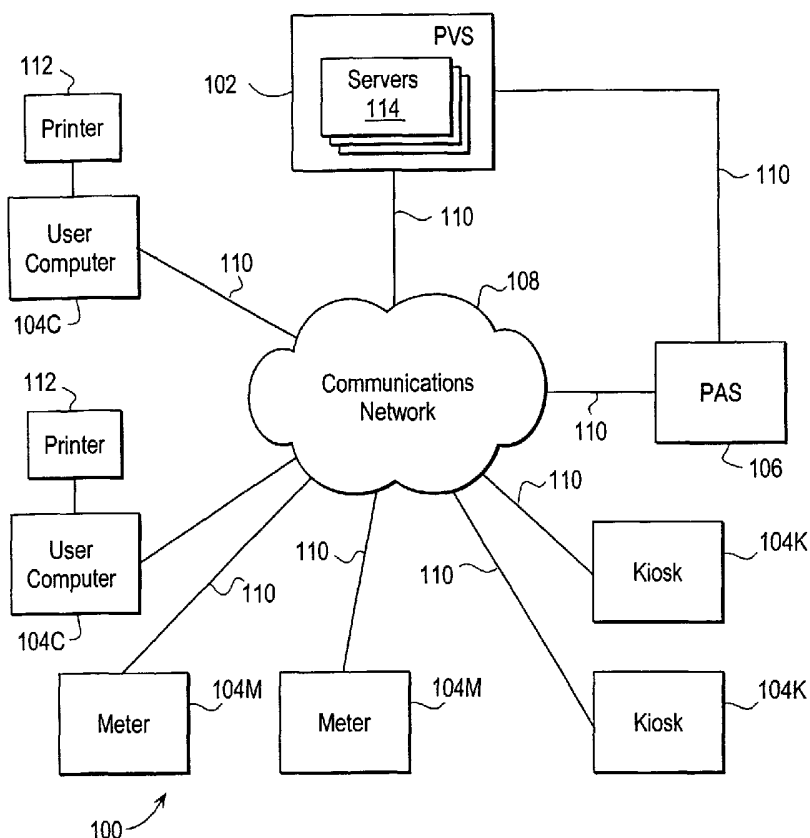 PVS
102
Servers
114
112
Printer
User
Computer
104C
110
110
110
108
Communications
Network
PAS
106
110
112
Printer
User
Computer
104C
110
110
110
110
Kiosk
104K
Meter
104M
Meter
104M
Kiosk
104K
100